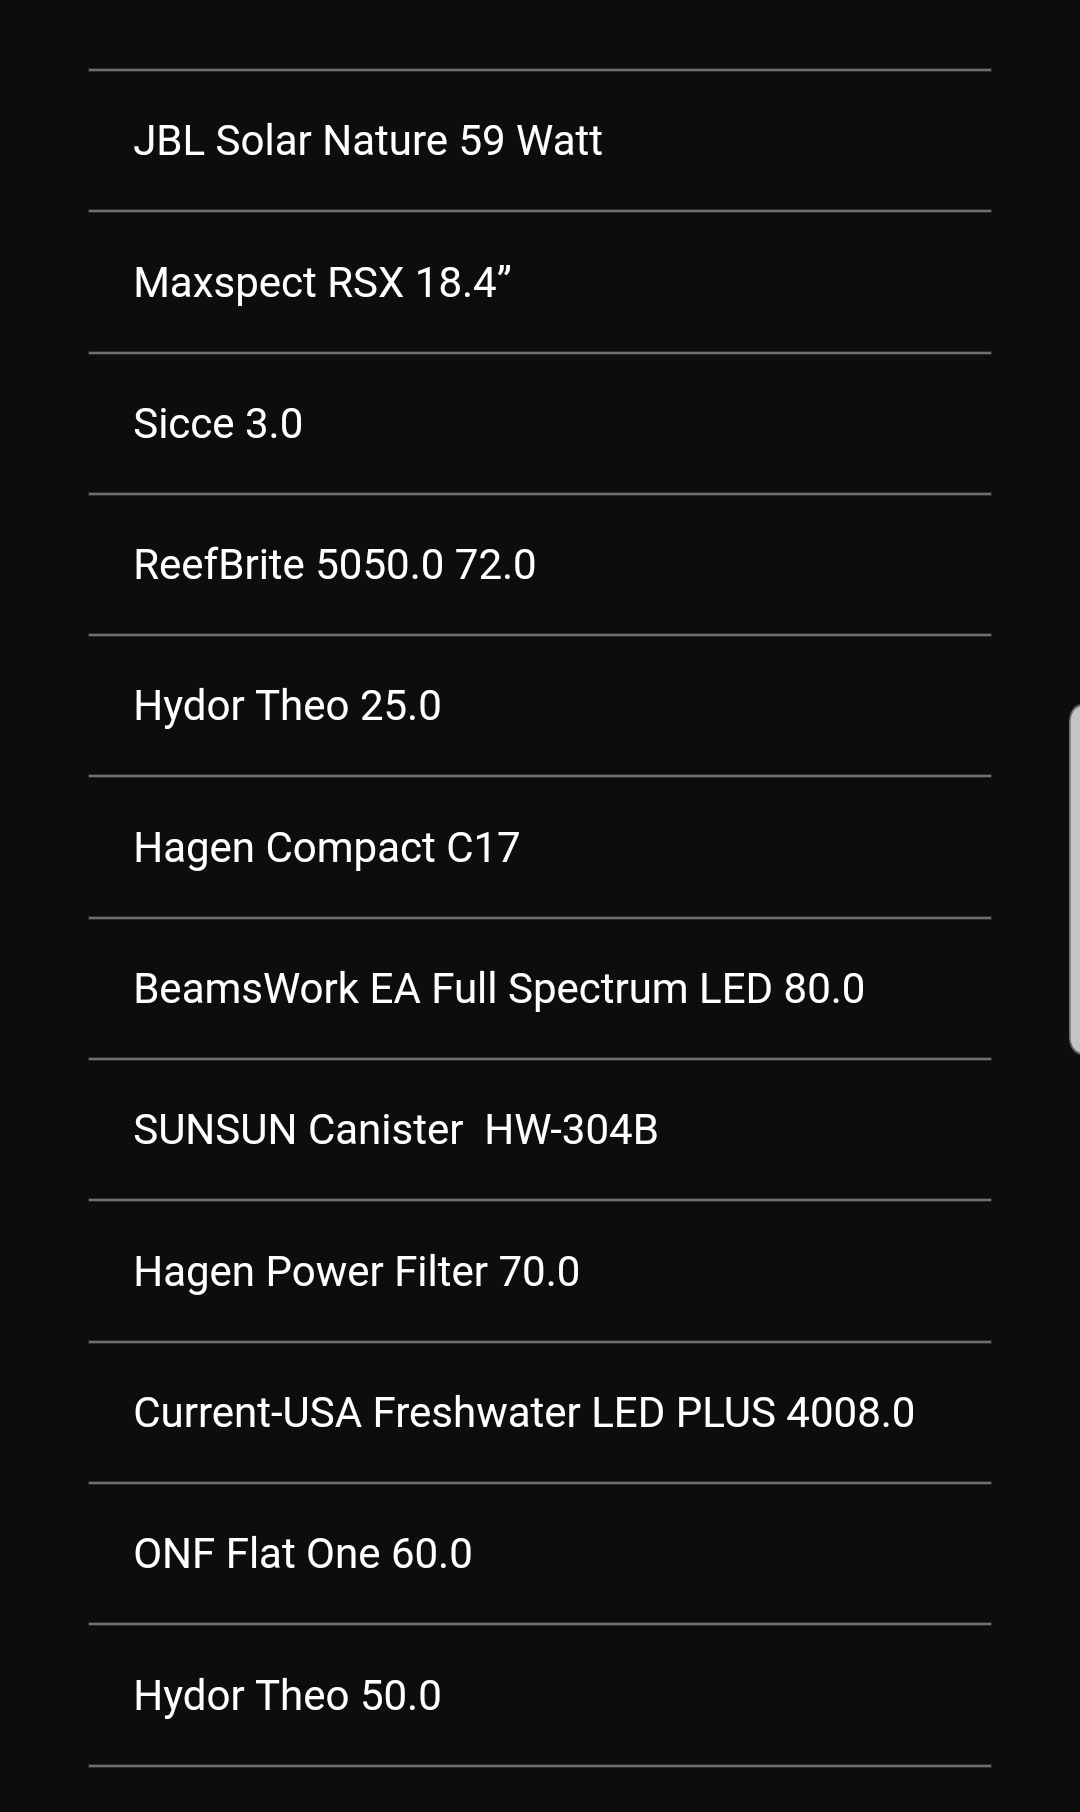 JBL Solar Nature 59 Watt
Maxspect RSX 18.4”
Sicce 3.0
ReefBrite 5050.0 72.0
Hydor Theo 25.0
Hagen Compact C17
BeamsWork EA Full Spectrum LED 80.0
SUNSUN Canister  HW-304B
Hagen Power Filter 70.0
Current-USA Freshwater LED PLUS 4008.0
ONF Flat One 60.0
Hydor Theo 50.0